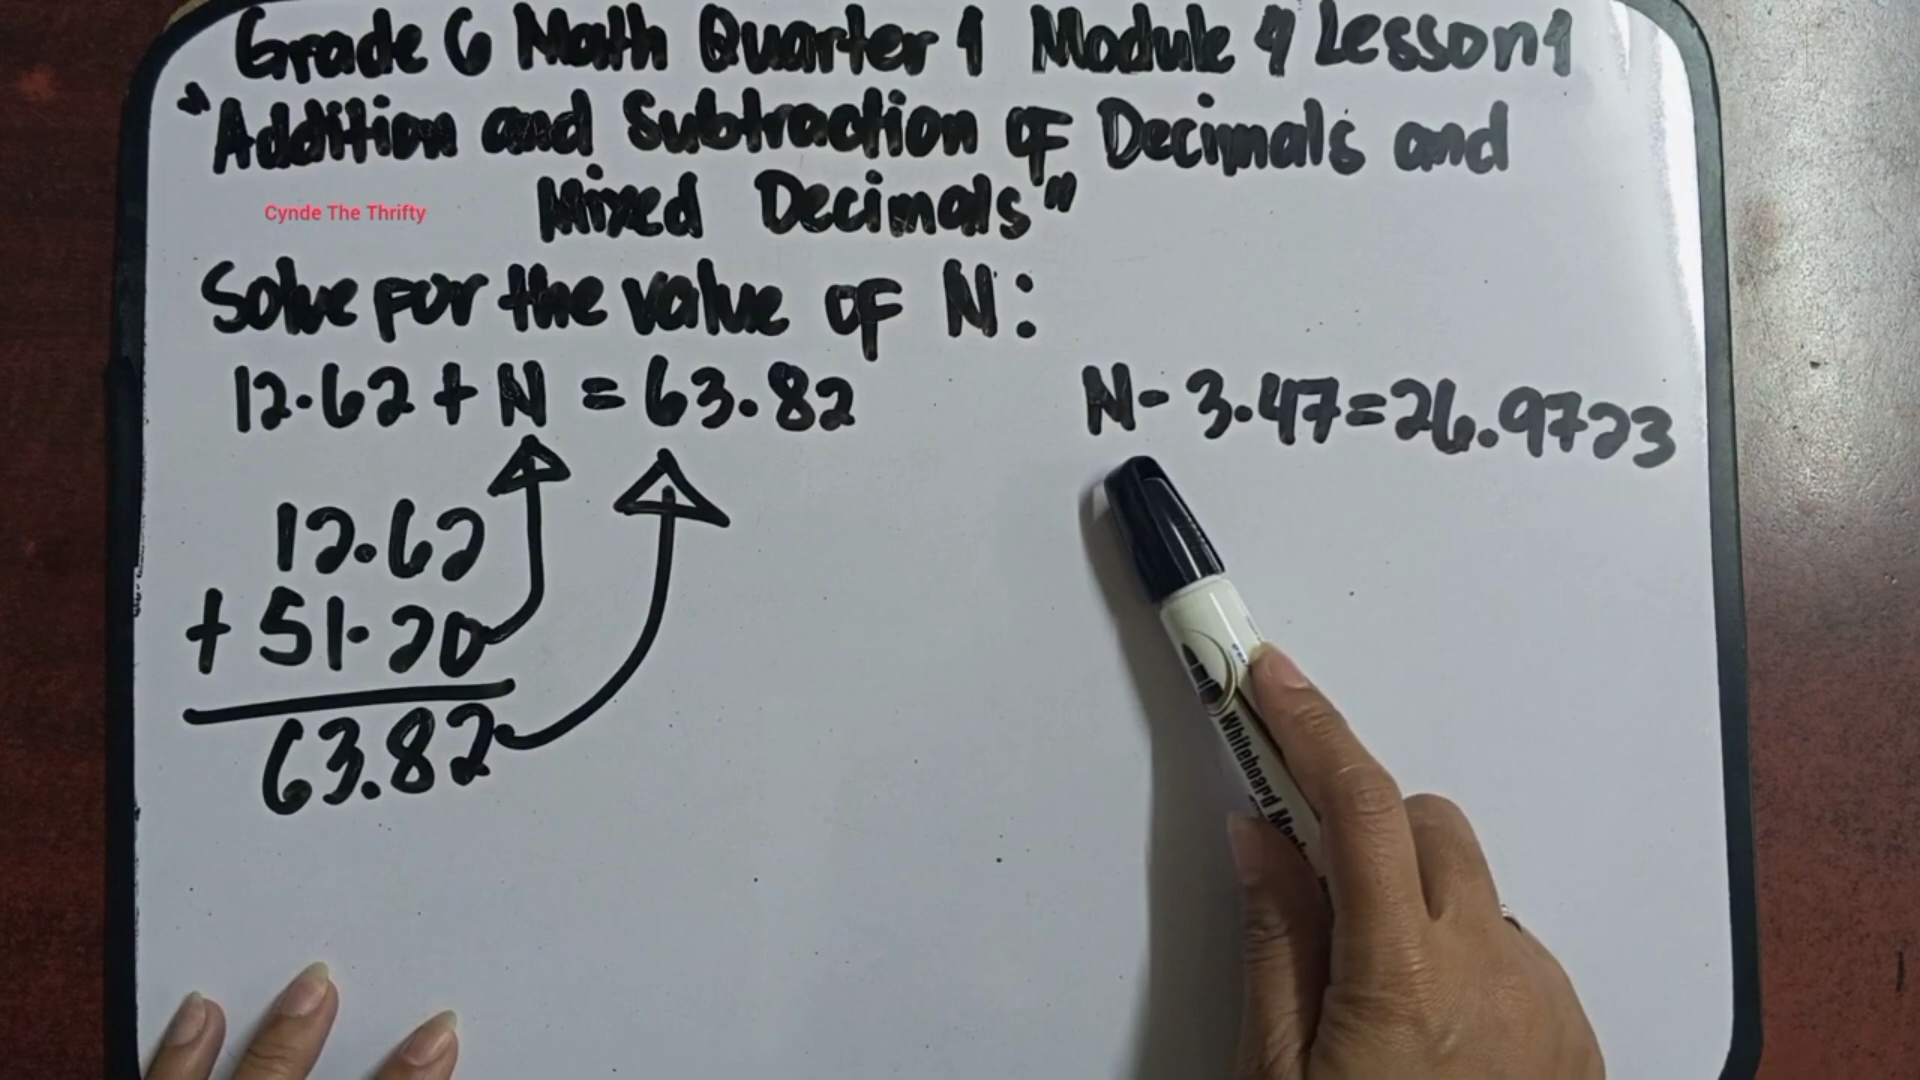 Grade 6 Math Quarter 1 Module 4 Lesson 1
"Addition and Subtraction of Decimals and
Mixed Decimals"
Cynde The Thrifty
Solve for the value of N:
12.62 + N = 63.82
N - 3.47 = 26.9723
12.62
+ 51.20
63.82
Whiteboard